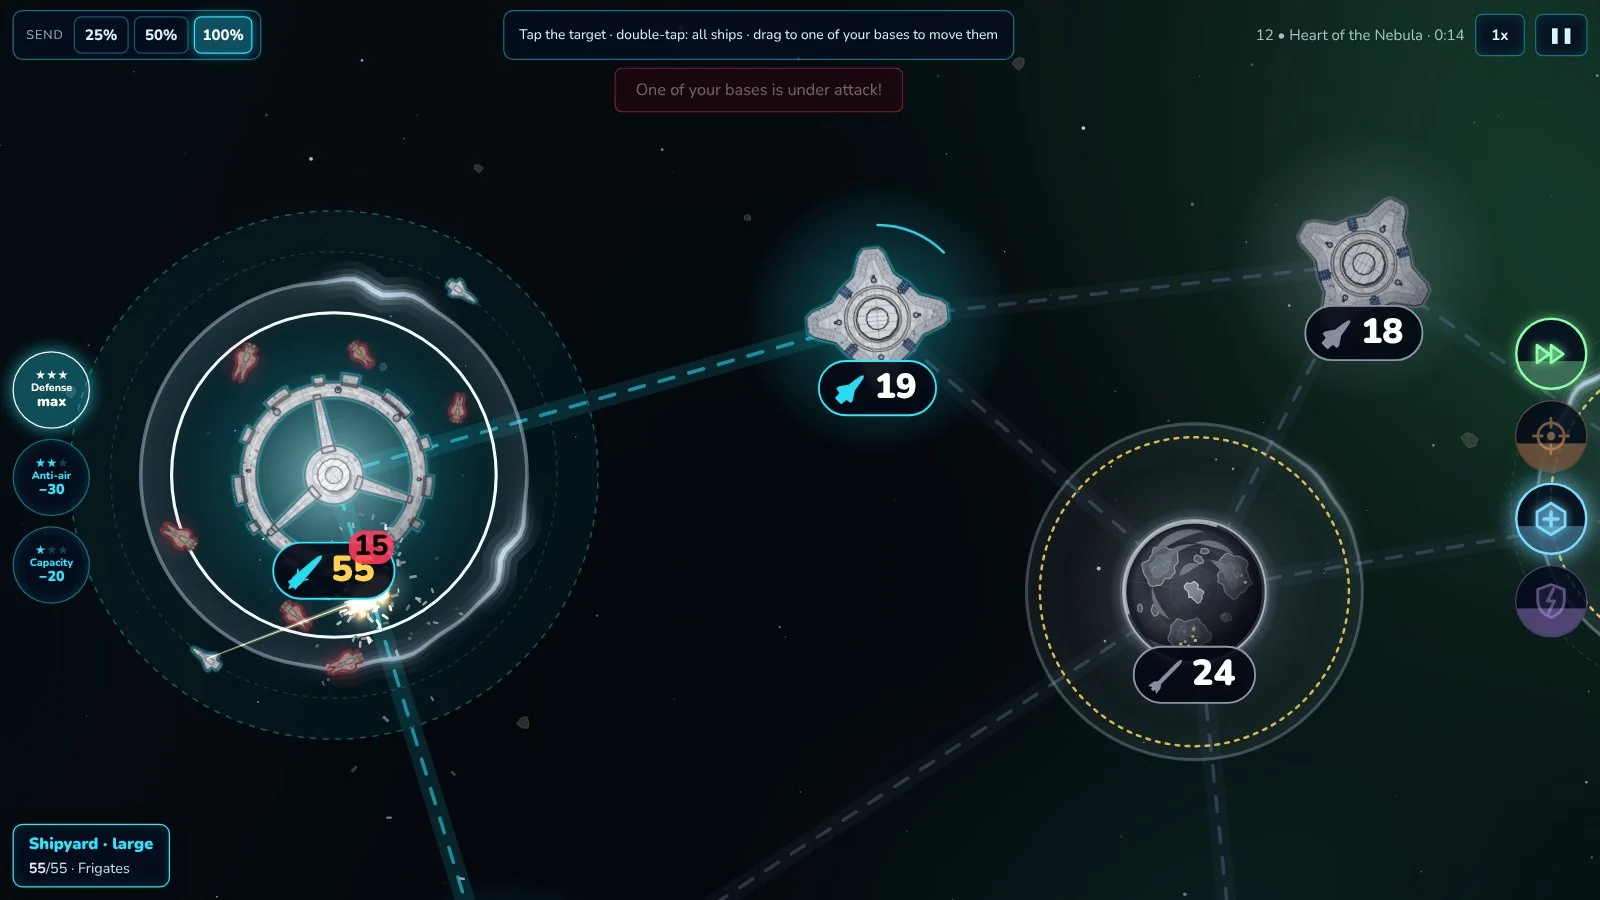 SEND 25% 50% 100%
Tap the target · double-tap: all ships · drag to one of your bases to move them
12 • Heart of the Nebula · 0:14 1x
One of your bases is under attack!
18
Defense
max
19
Anti-air
−30
15
55
Capacity
−20
24
Shipyard · large
55/55 · Frigates